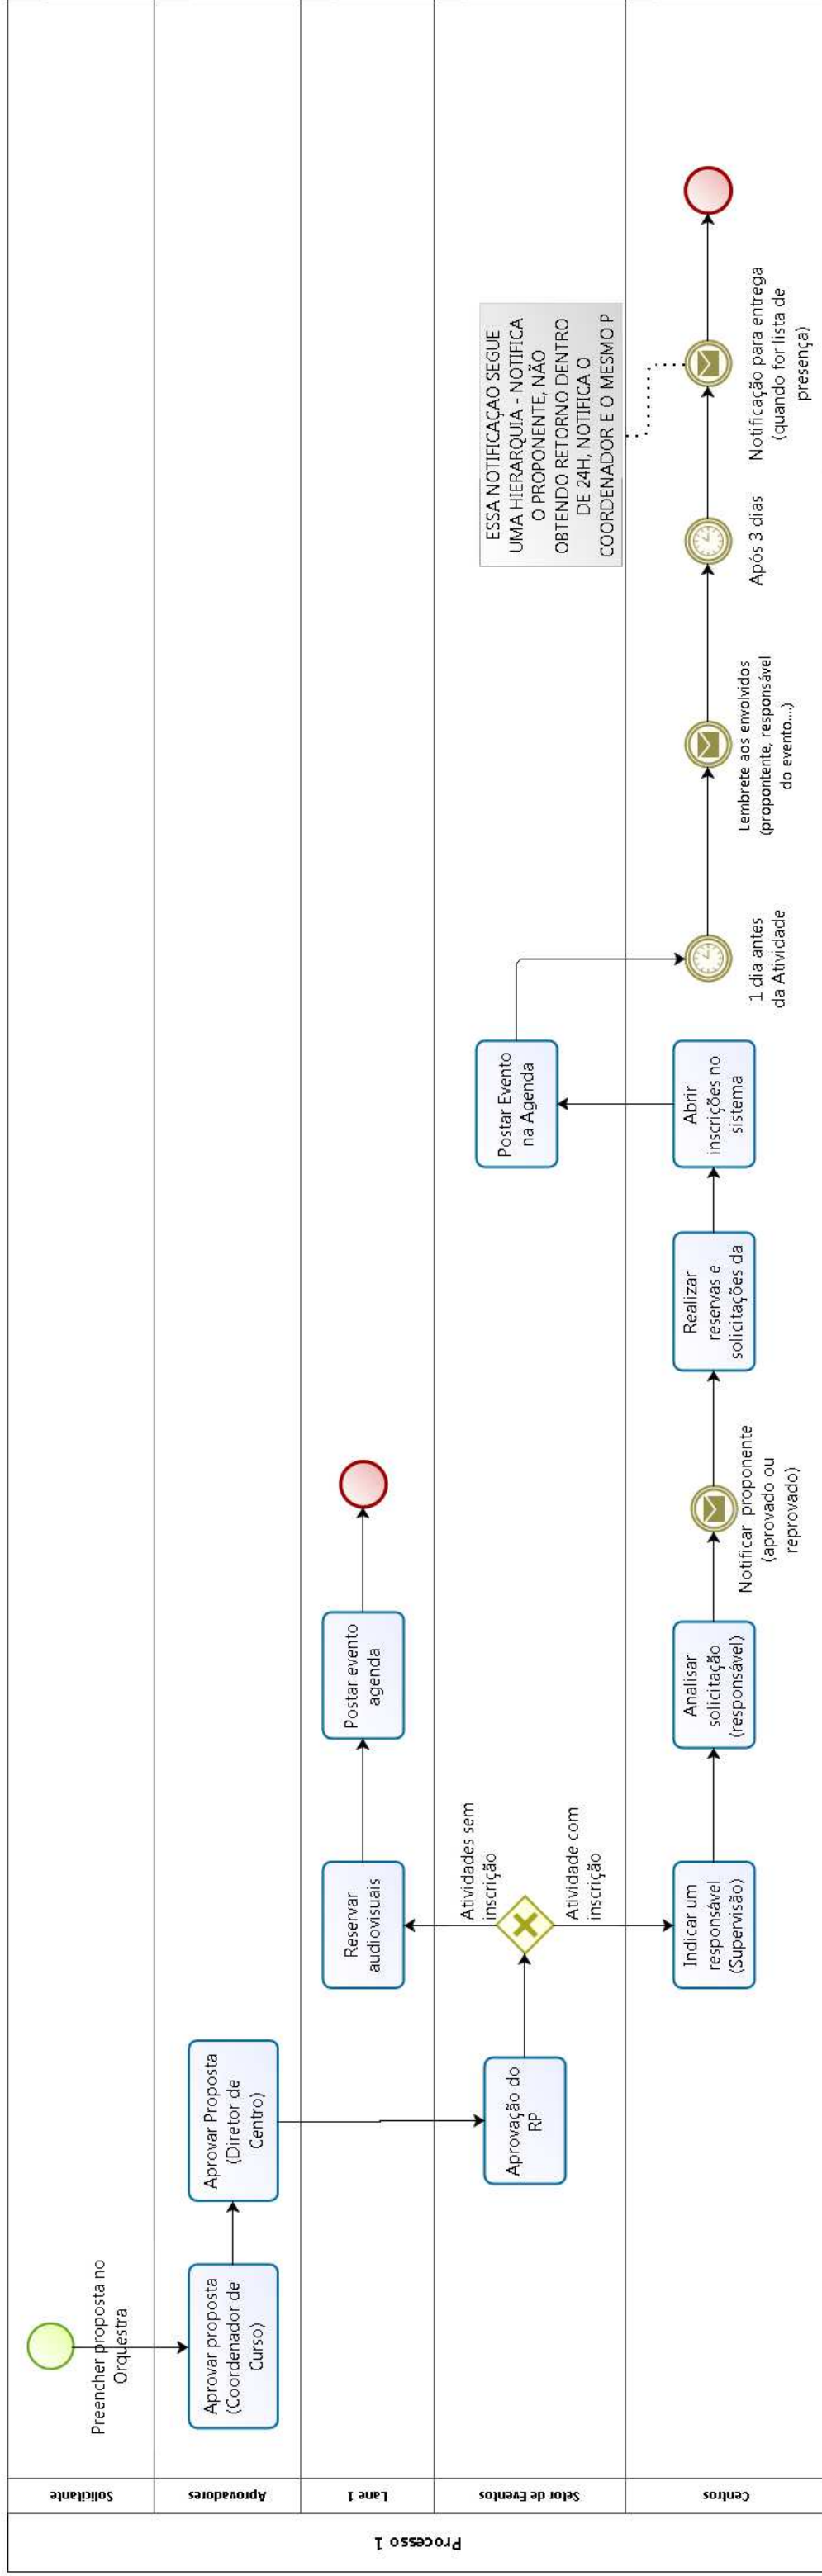 Processo 1
Solicitante
Preencher proposta no
Orquestra
Aprovadores
Aprovar proposta
(Coordenador de
Curso)
Aprovar Proposta
(Diretor de
Centro)
Lane 1
Reservar
audiovisuais
Postar evento
agenda
Setor de Eventos
Aprovação do
RP
Atividades sem
inscrição
Atividade com
inscrição
Postar Evento
na Agenda
ESSA NOTIFICAÇAO SEGUE
UMA HIERARQUIA - NOTIFICA
O PROPONENTE, NÃO
OBTENDO RETORNO DENTRO
DE 24H, NOTIFICA O
COORDENADOR E O MESMO P
Centros
Indicar um
responsável
(Supervisão)
Analisar
solicitação
(responsável)
Notificar proponente
(aprovado ou
reprovado)
Realizar
reservas e
solicitações da
Abrir
inscrições no
sistema
1 dia antes
da Atividade
Lembrete aos envolvidos
(propontente, responsável
do evento....)
Após 3 dias
Notificação para entrega
(quando for lista de
presença)